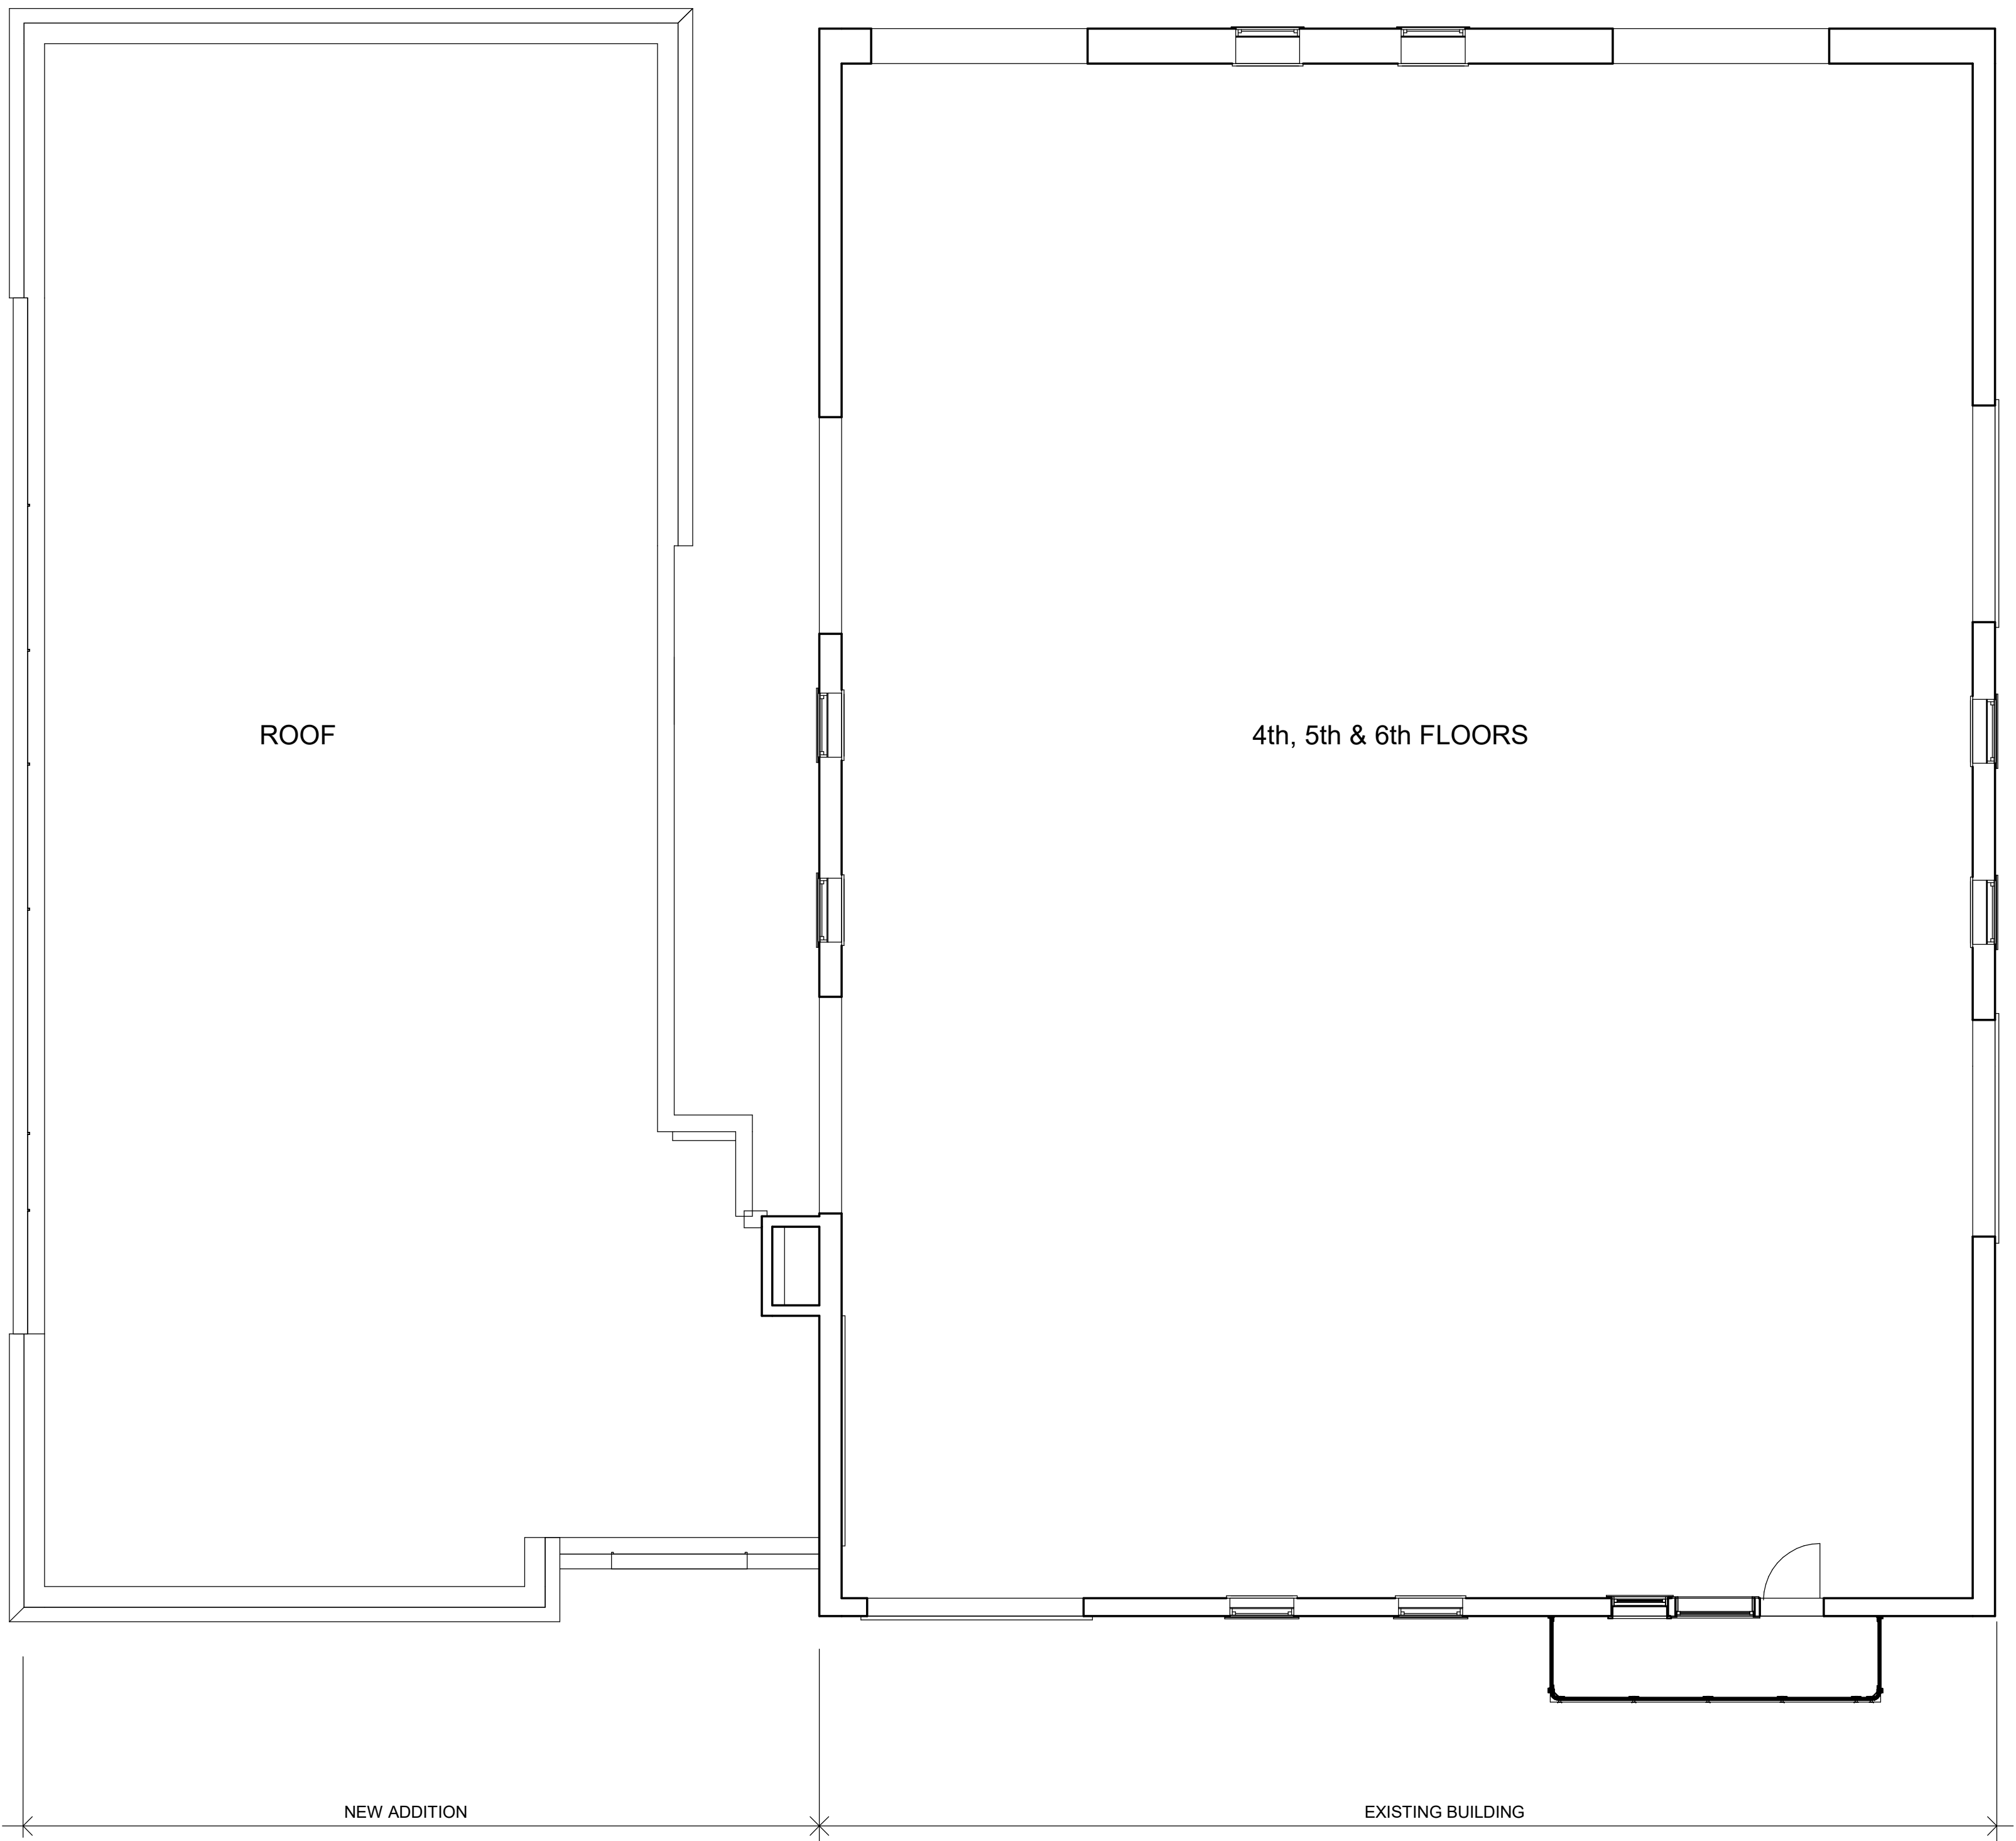 ROOF
4th, 5th & 6th FLOORS
NEW ADDITION
EXISTING BUILDING